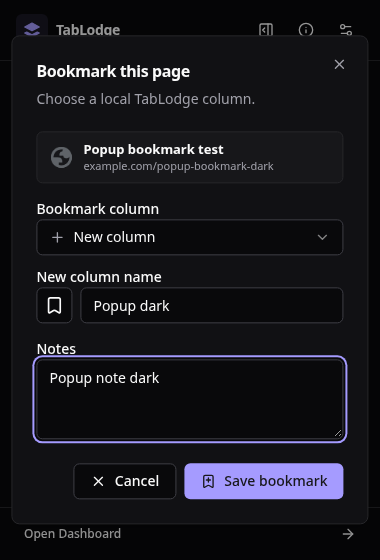 TabLodge
Bookmark this page
Choose a local TabLodge column.
Popup bookmark test
example.com/popup-bookmark-dark
Bookmark column
New column
New column name
Popup dark
Notes
Popup note dark
Cancel
Save bookmark
Open Dashboard